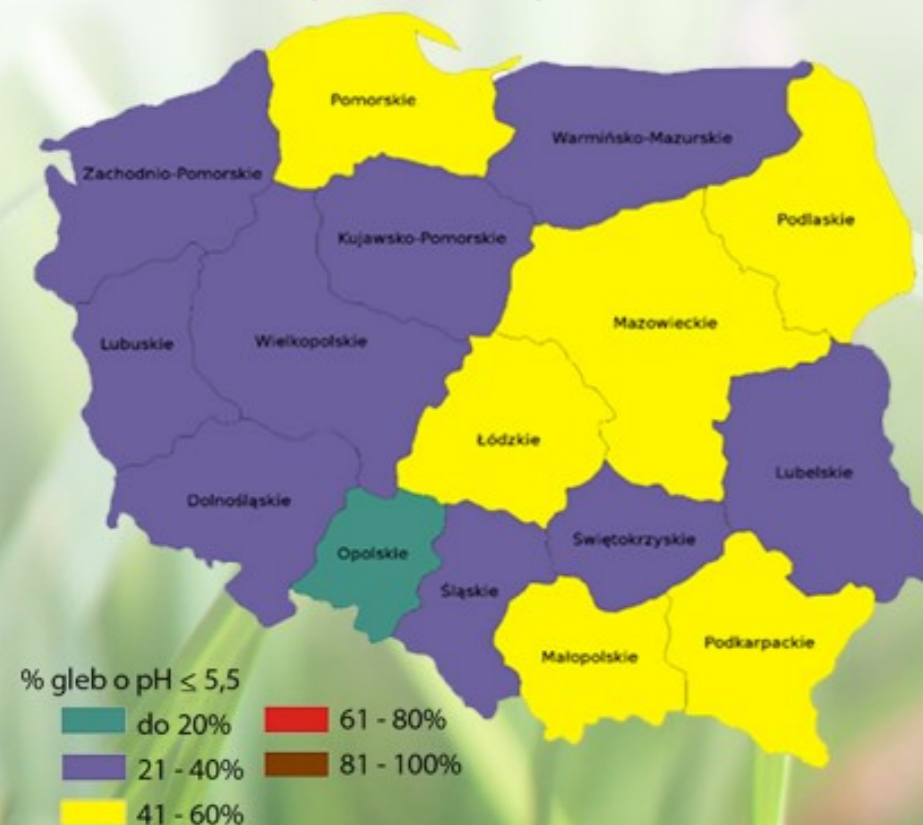 Pomorskie
Warmińsko-Mazurskie
Zachodnio-Pomorskie
Podlaskie
Kujawsko-Pomorskie
Mazowieckie
Lubuskie
Wielkopolskie
Łódzkie
Lubelskie
Dolnośląskie
Opolskie
Świętokrzyskie
Śląskie
Małopolskie
Podkarpackie
% gleb o pH ≤ 5,5
do 20%
21 - 40%
41 - 60%
61 - 80%
81 - 100%